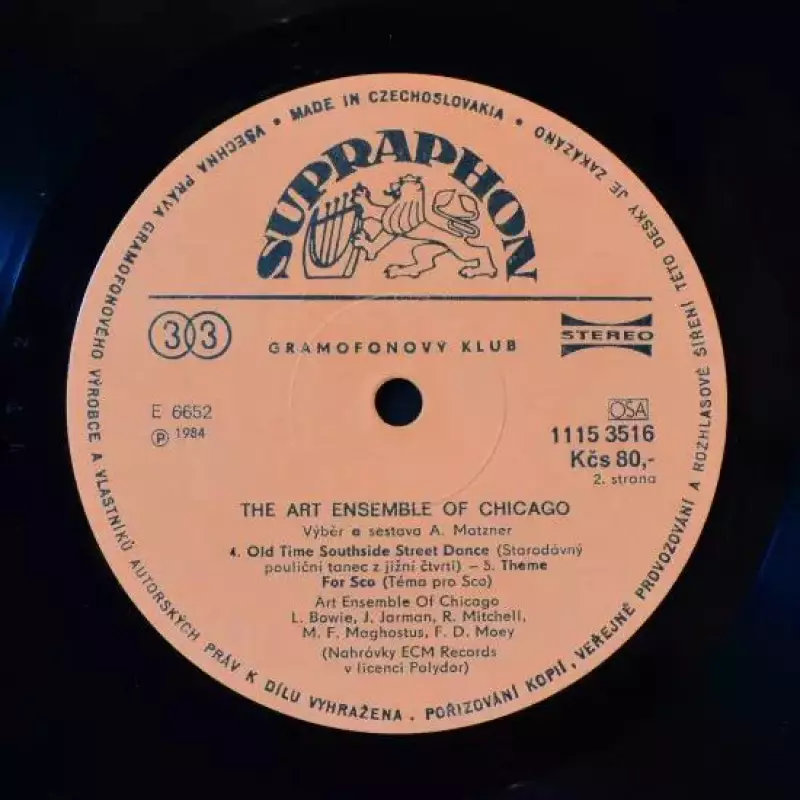 VŠECHNA PRÁVA GRAMOFONOVÉHO VÝROBCE A VLASTNÍKŮ AUTORSKÝCH PRÁV K DÍLU VYHRAŽENA . POŘIZOVÁNÍ KOPIÍ, VEŘEJNÉ PROVOZOVÁNÍ A ROZHLASOVÉ ŠÍŘENÍ TÉTO DESKY JE ZAKÁZÁNO • MADE IN CZECHOSLOVAKIA •
SUPRAPHON
33
GRAMOFONOVÝ KLUB
STEREO
E 6652
OSA
Ⓟ 1984
1115 3516
Kčs 80,-
2. strana
THE ART ENSEMBLE OF CHICAGO
Výběr a sestava A. Matzner
4. Old Time Southside Street Dance (Starodávný
pouliční tanec z jižní čtvrti) – 5. Theme
For Sco (Téma pro Sco)
Art Ensemble Of Chicago
L. Bowie, J. Jarman, R. Mitchell,
M. F. Maghostus, F. D. Moey
(Nahrávky ECM Records
v licenci Polydor)